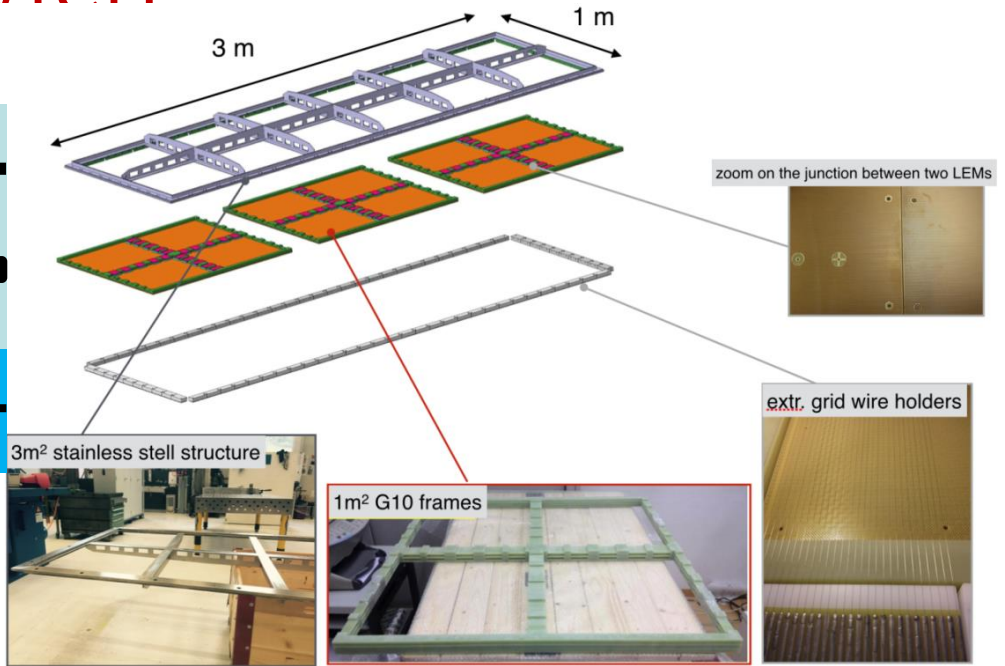 3 m
1 m
zoom on the junction between two LEMs
extr. grid wire holders
3m² stainless stell structure
1m² G10 frames